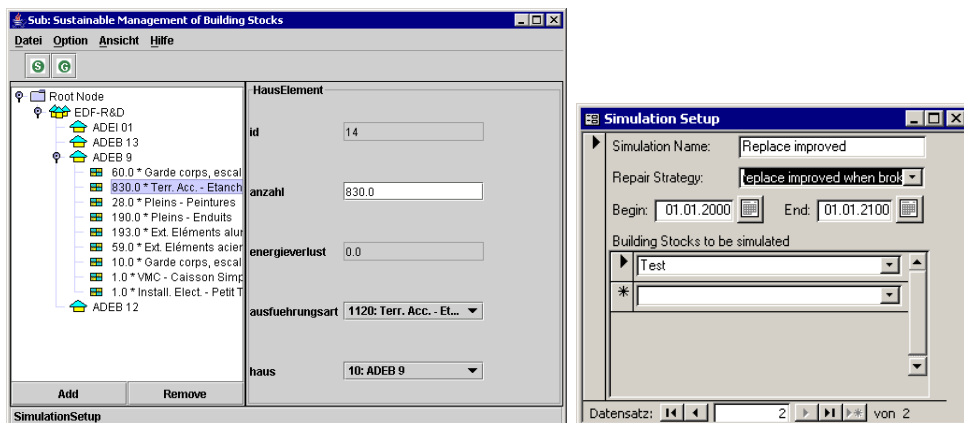 Sub: Sustainable Management of Building Stocks
Datei Option Ansicht Hilfe
S G
Root Node
EDF-R&D
ADEI 01
ADEB 13
ADEB 9
60.0 * Garde corps, escal
830.0 * Terr. Acc. - Etanch
28.0 * Pleins - Peintures
190.0 * Pleins - Enduits
193.0 * Ext. Eléments alur
59.0 * Ext. Eléments acier
10.0 * Garde corps, escal
1.0 * VMC - Caisson Simp
1.0 * Install. Elect. - Petit T
ADEB 12
Add Remove
SimulationSetup
HausElement
id 14
anzahl 830.0
energieverlust 0.0
ausfuehrungsart 1120: Terr. Acc. - Et...
haus 10: ADEB 9
Simulation Setup
Simulation Name: Replace improved
Repair Strategy: replace improved when brok
Begin: 01.01.2000 End: 01.01.2100
Building Stocks to be simulated
Test
*
Datensatz: 2 von 2